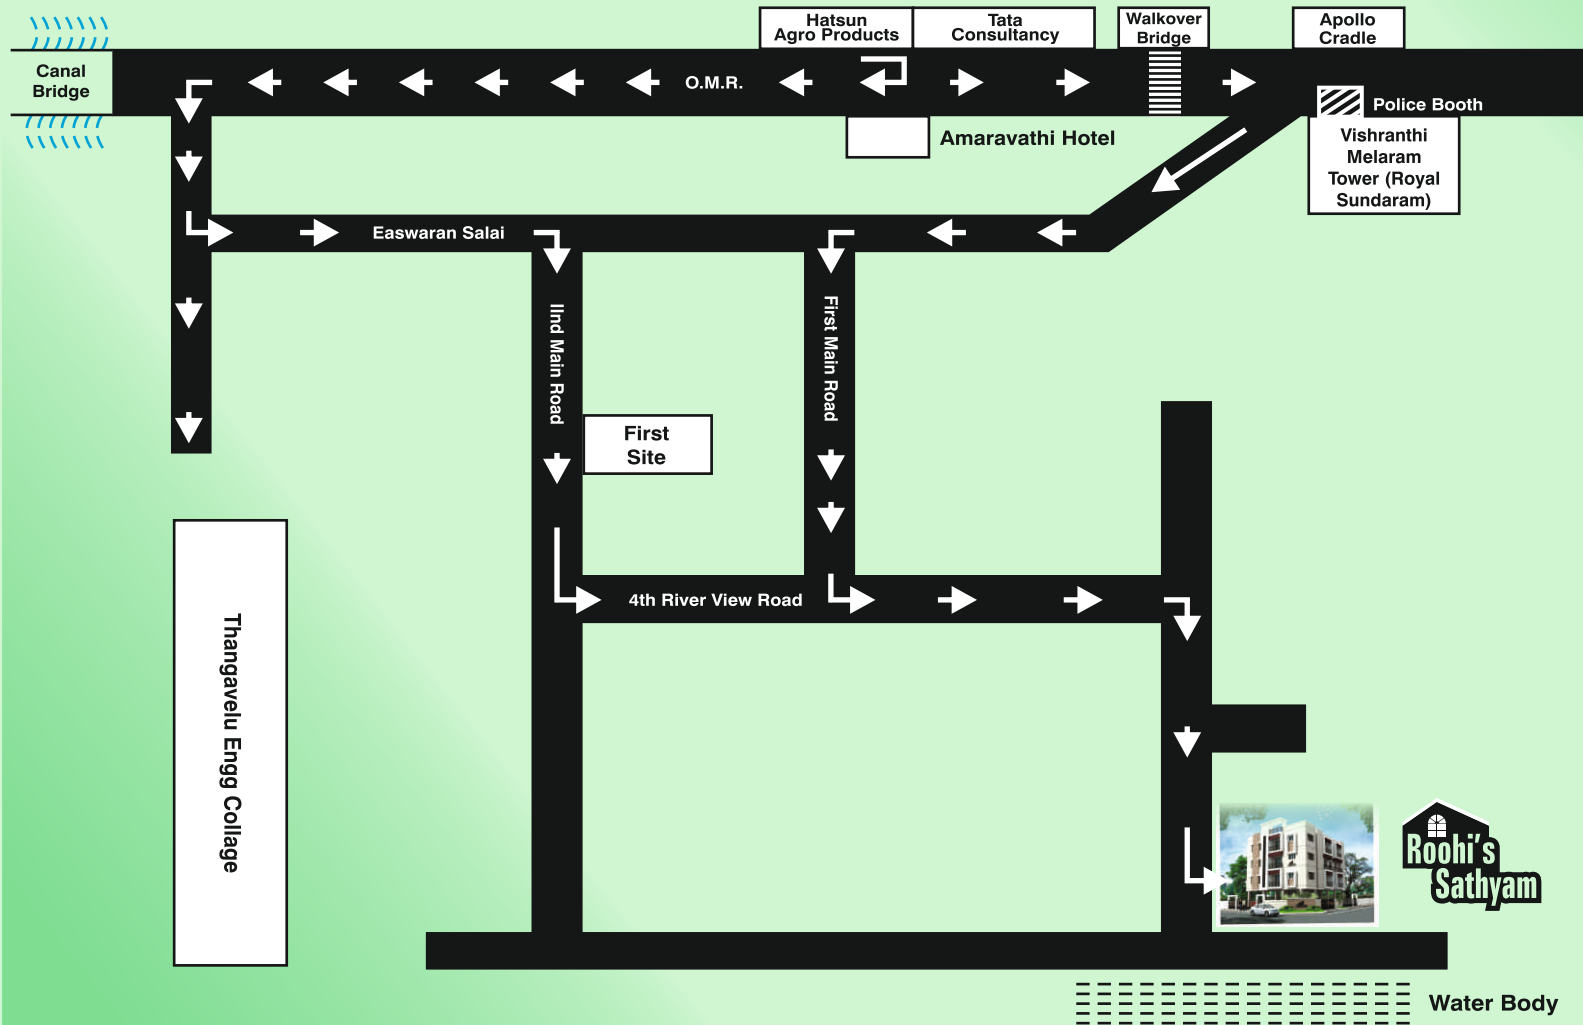 Hatsun
Agro Products
Tata
Consultancy
Walkover
Bridge
Apollo
Cradle
Canal
Bridge
O.M.R.
Police Booth
Amaravathi Hotel
Vishranthi
Melaram
Tower (Royal
Sundaram)
Easwaran Salai
IInd Main Road
First Main Road
First
Site
4th River View Road
Thangavelu Engg Collage
Roohi's
Sathyam
Water Body